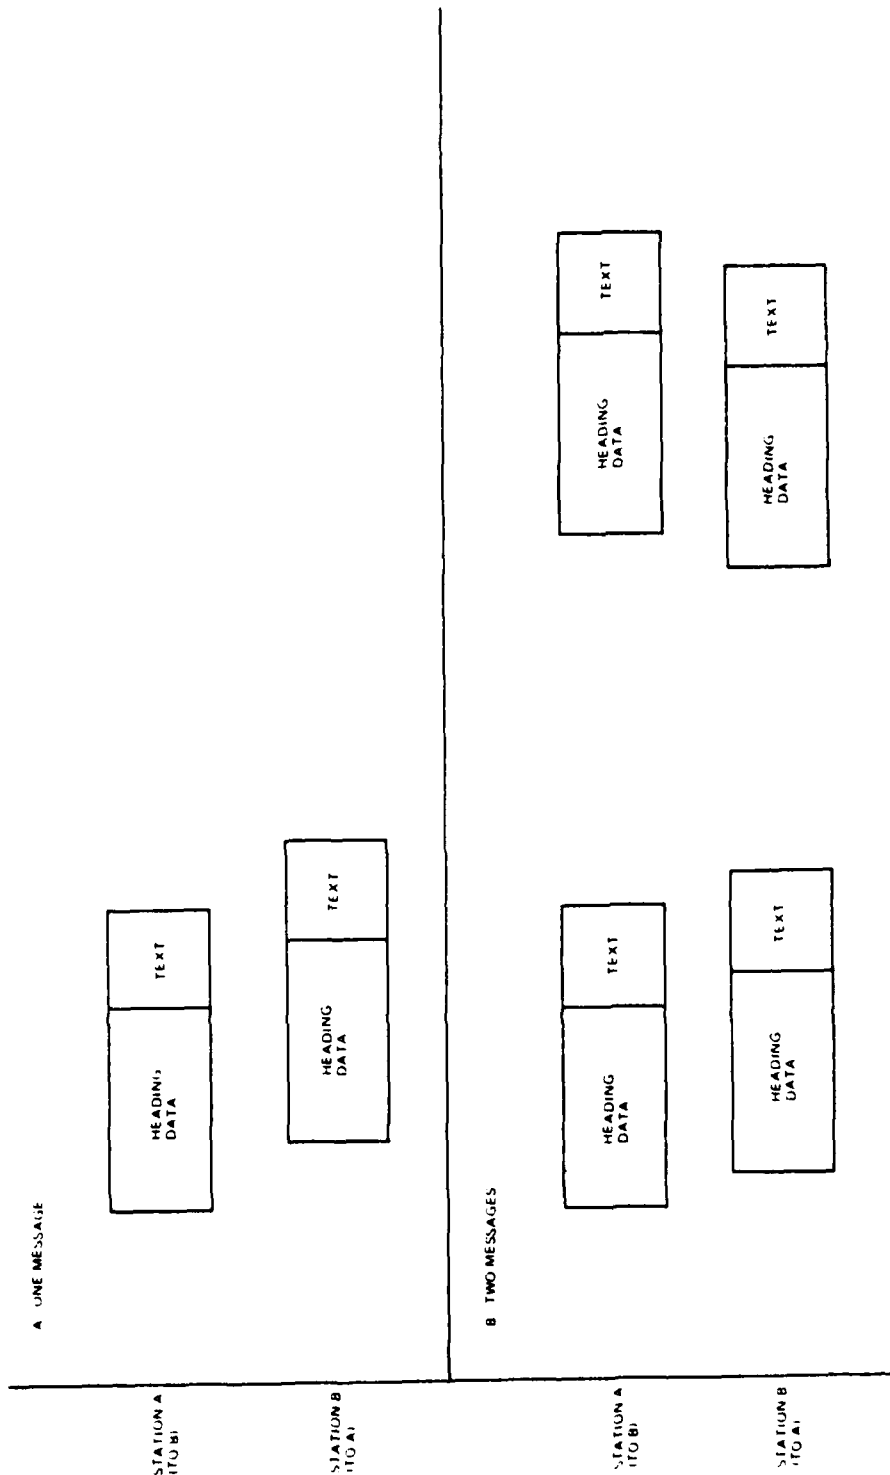 A ONE MESSAGE
STATION A
(TO B)
HEADING
DATA
TEXT
STATION B
(TO A)
HEADING
DATA
TEXT
B TWO MESSAGES
STATION A
(TO B)
HEADING
DATA
TEXT
HEADING
DATA
TEXT
STATION B
(TO A)
HEADING
DATA
TEXT
HEADING
DATA
TEXT